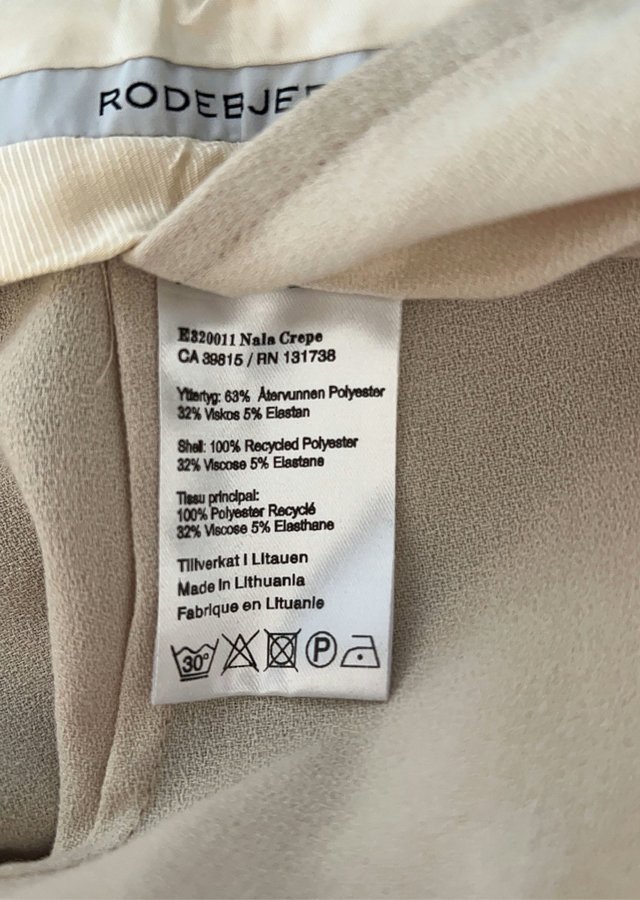 RODEBJER
E320011 Nala Crepe
CA 39815 / RN 131738
Yttertyg: 63% Återvunnen Polyester
32% Viskos 5% Elastan
Shell: 100% Recycled Polyester
32% Viscose 5% Elastane
Tissu principal:
100% Polyester Recyclé
32% Viscose 5% Elasthane
Tillverkat i Litauen
Made in Lithuania
Fabrique en Lituanie
30° P